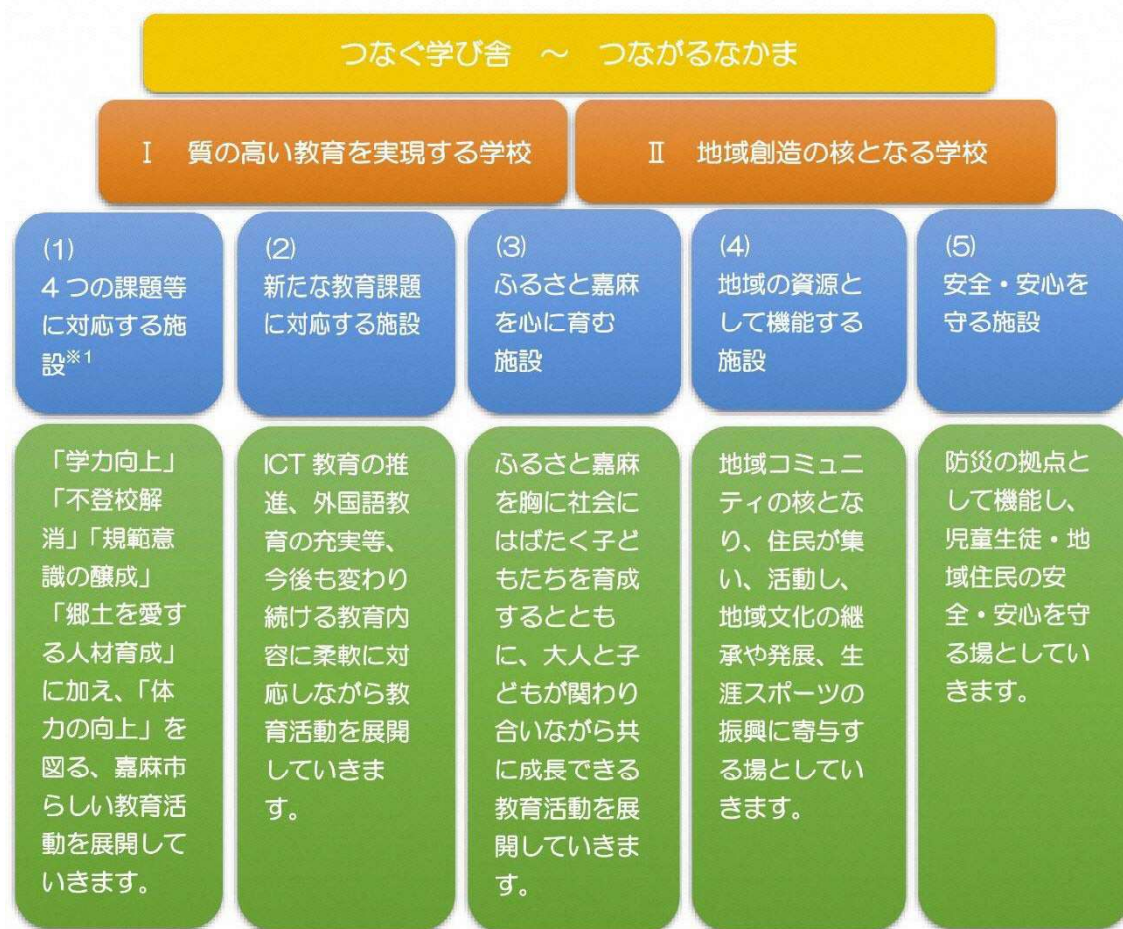 つなぐ学び舎　～　つながるなかま
Ⅰ　質の高い教育を実現する学校
Ⅱ　地域創造の核となる学校
(1)
4つの課題等
に対応する施
設※1
(2)
新たな教育課題
に対応する施設
(3)
ふるさと嘉麻
を心に育む
施設
(4)
地域の資源と
して機能する
施設
(5)
安全・安心を
守る施設
「学力向上」
「不登校解
消」「規範意
識の醸成」
「郷土を愛す
る人材育成」
に加え、「体
力の向上」を
図る、嘉麻市
らしい教育活
動を展開して
いきます。
ICT 教育の推
進、外国語教
育の充実等、
今後も変わり
続ける教育内
容に柔軟に対
応しながら教
育活動を展開
していきま
す。
ふるさと嘉麻
を胸に社会に
はばたく子ど
もたちを育成
するととも
に、大人と子
どもが関わり
合いながら共
に成長できる
教育活動を展
開していきま
す。
地域コミュニ
ティの核とな
り、住民が集
い、活動し、
地域文化の継
承や発展、生
涯スポーツの
振興に寄与す
る場としてい
きます。
防災の拠点と
して機能し、
児童生徒・地
域住民の安
全・安心を守
る場としてい
きます。